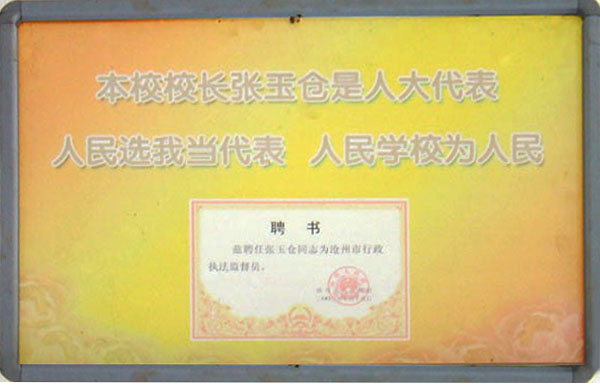 本校校长张玉仓是人大代表
人民选我当代表 人民学校为人民
聘 书
兹聘任张玉仓同志为沧州市行政
执法监督员。